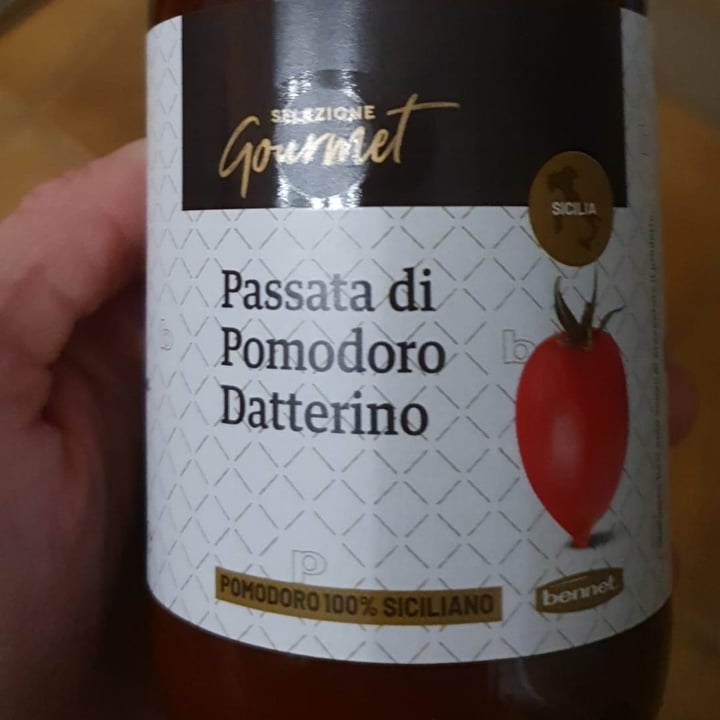 SELEZIONE
Gourmet
SICILIA
Passata di
Pomodoro
Datterino
b
b
p
POMODORO 100% SICILIANO
bennet